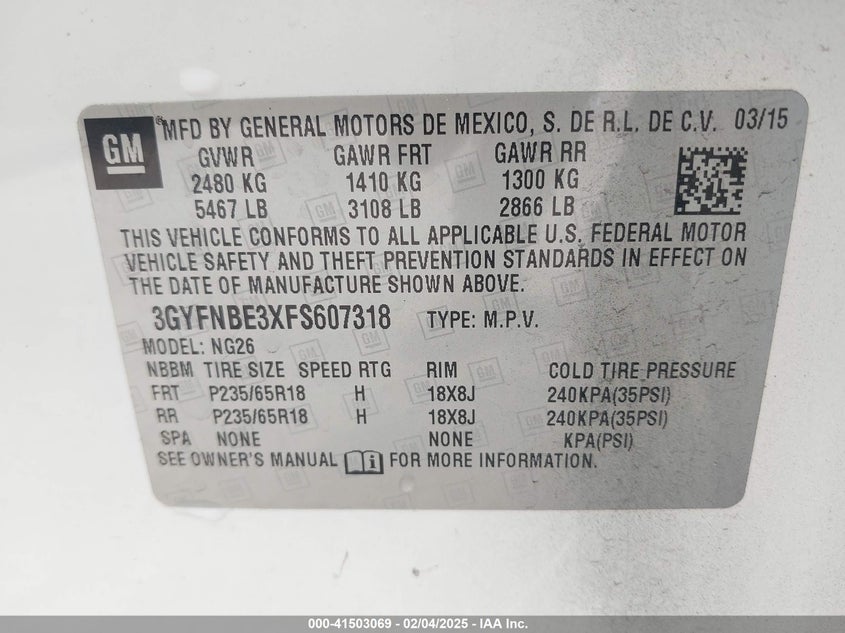 GM ® MFD BY GENERAL MOTORS DE MEXICO, S. DE R.L. DE C.V. 03/15
GVWR GAWR FRT GAWR RR
2480 KG 1410 KG 1300 KG
5467 LB 3108 LB 2866 LB
THIS VEHICLE CONFORMS TO ALL APPLICABLE U.S. FEDERAL MOTOR
VEHICLE SAFETY AND THEFT PREVENTION STANDARDS IN EFFECT ON
THE DATE OF MANUFACTURE SHOWN ABOVE.
3GYFNBE3XFS607318 TYPE: M.P.V.
MODEL: NG26
NBBM TIRE SIZE SPEED RTG RIM COLD TIRE PRESSURE
FRT P235/65R18 H 18X8J 240KPA(35PSI)
RR P235/65R18 H 18X8J 240KPA(35PSI)
SPA NONE NONE KPA(PSI)
SEE OWNER'S MANUAL FOR MORE INFORMATION.
000-41503069 - 02/04/2025 - IAA Inc.